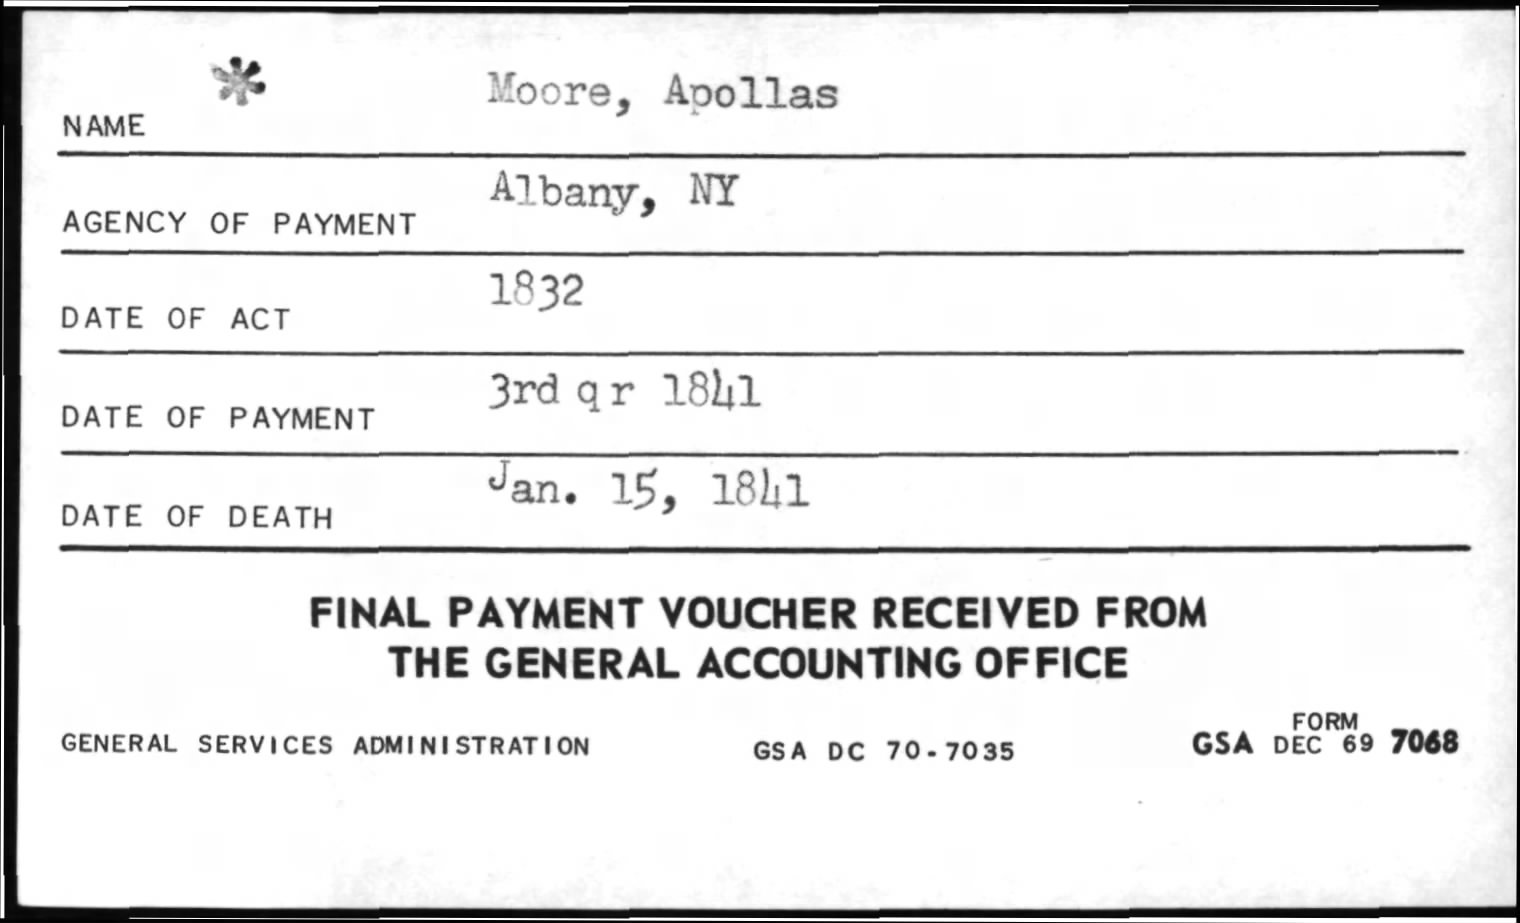 * Moore, Apollas
NAME
Albany, NY
AGENCY OF PAYMENT
1832
DATE OF ACT
3rd qr 1841
DATE OF PAYMENT
Jan. 15, 1841
DATE OF DEATH
FINAL PAYMENT VOUCHER RECEIVED FROM
THE GENERAL ACCOUNTING OFFICE
GENERAL SERVICES ADMINISTRATION GSA DC 70-7035 GSA FORM DEC 69 7068